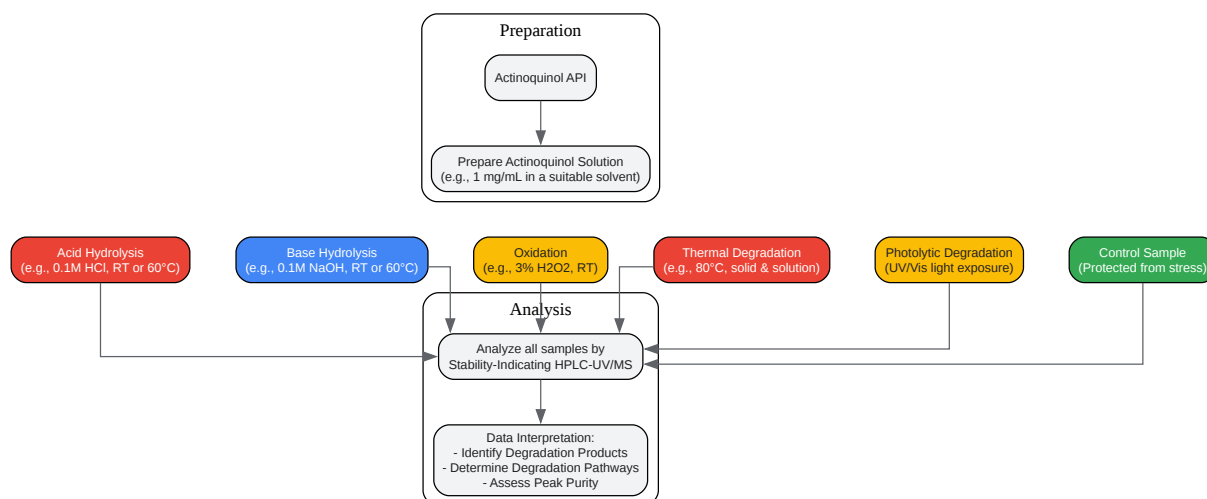 Preparation
Actinoquinol API
Prepare Actinoquinol Solution
(e.g., 1 mg/mL in a suitable solvent)
Acid Hydrolysis
(e.g., 0.1M HCl, RT or 60°C)
Base Hydrolysis
(e.g., 0.1M NaOH, RT or 60°C)
Oxidation
(e.g., 3% H2O2, RT)
Thermal Degradation
(e.g., 80°C, solid & solution)
Photolytic Degradation
(UV/Vis light exposure)
Control Sample
(Protected from stress)
Analysis
Analyze all samples by
Stability-Indicating HPLC-UV/MS
Data Interpretation:
- Identify Degradation Products
- Determine Degradation Pathways
- Assess Peak Purity